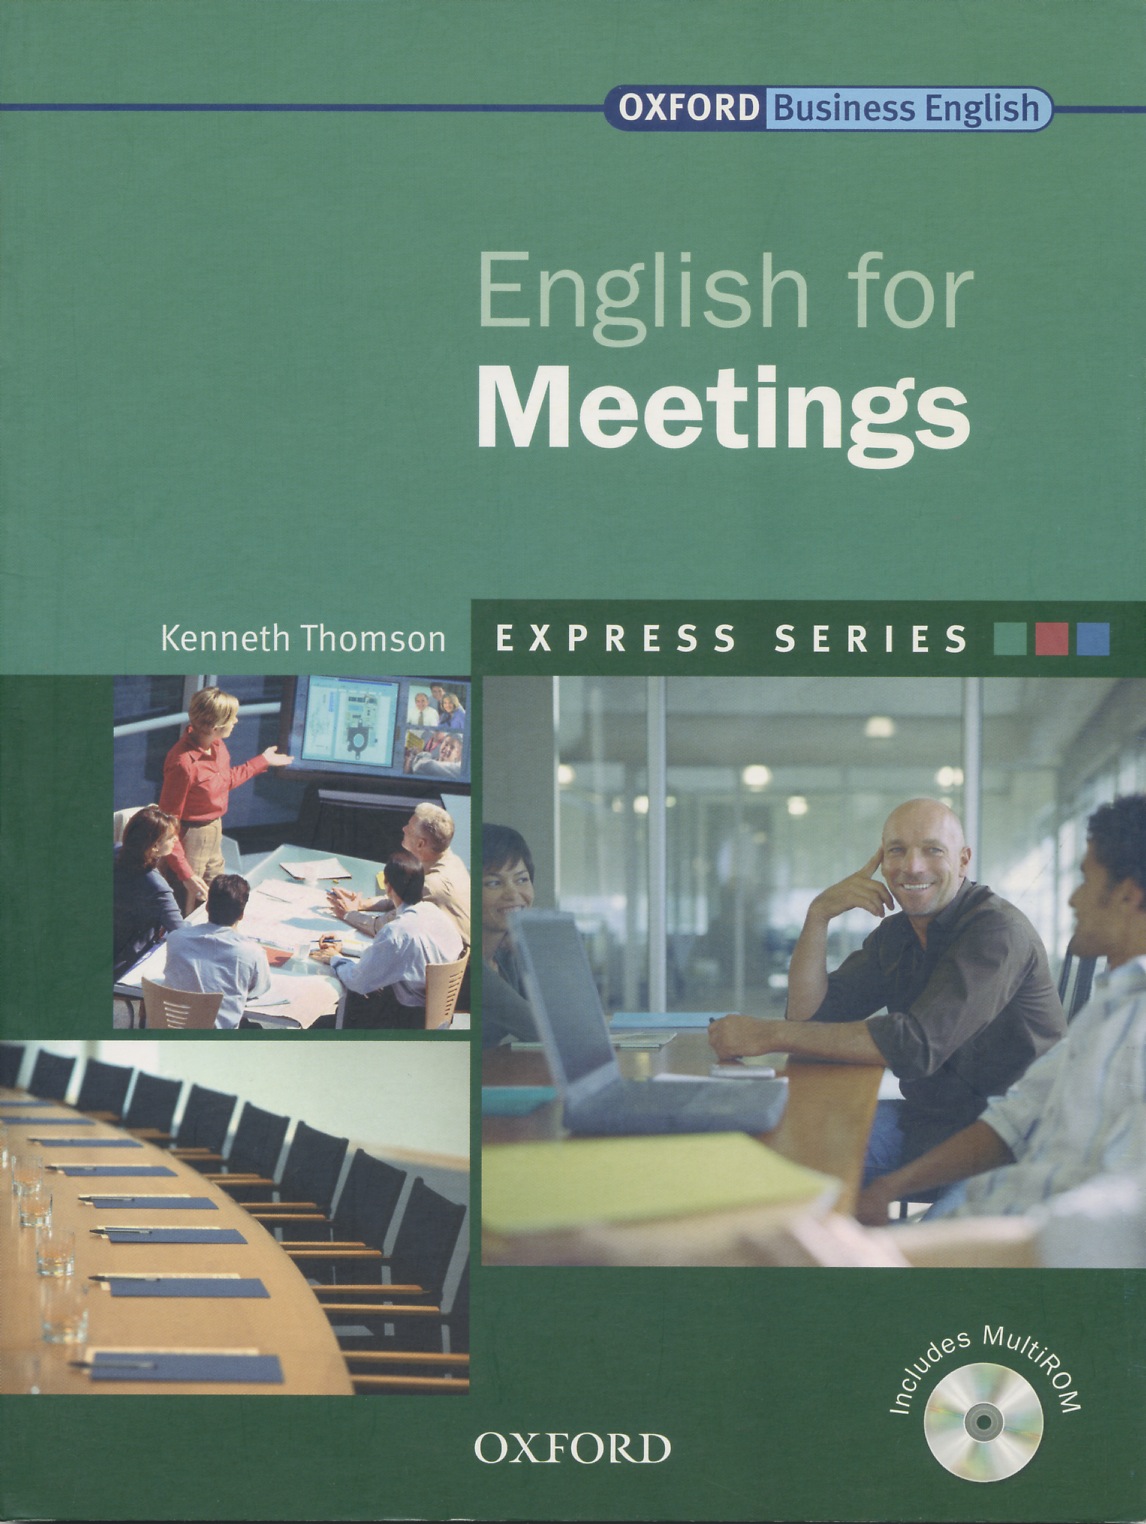 OXFORD Business English
English for
Meetings
Kenneth Thomson
EXPRESS SERIES
Includes MultiROM
OXFORD